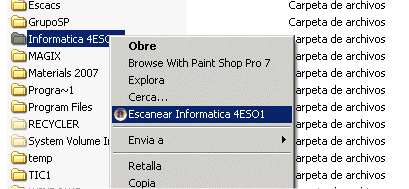 Escacs Carpeta de archivos
GrupoSP Carpeta de archivos
Informatica 4ESO Carpeta de archivos
MAGIX Carpeta de archivos
Materials 2007 Carpeta de archivos
Progra~1 Carpeta de archivos
Program Files Carpeta de archivos
RECYCLER Carpeta de archivos
System Volume In Carpeta de archivos
temp Carpeta de archivos
TIC1 Carpeta de archivos
Obre
Browse With Paint Shop Pro 7
Explora
Cerca...
Escanear Informatica 4ESO1
Envia a
Retalla
Copia